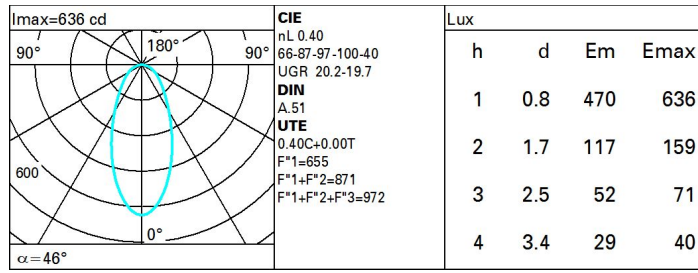 Imax=636 cd
90° 180° 90°
600
0°
α=46°
CIE
nL 0.40
66-87-97-100-40
UGR 20.2-19.7
DIN
A.51
UTE
0.40C+0.00T
F"1=655
F"1+F"2=871
F"1+F"2+F"3=972
Lux
h d Em Emax
1 0.8 470 636
2 1.7 117 159
3 2.5 52 71
4 3.4 29 40